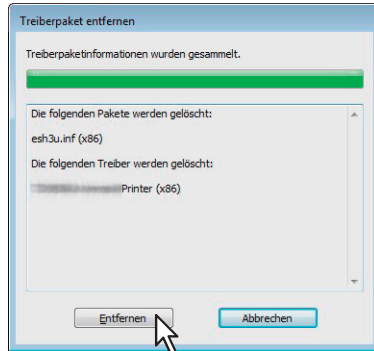 Treiberpaket entfernen
Treiberpaketinformationen wurden gesammelt.
Die folgenden Pakete werden gelöscht:
esh3u.inf (x86)
Die folgenden Treiber werden gelöscht:
Printer (x86)
Entfernen
Abbrechen